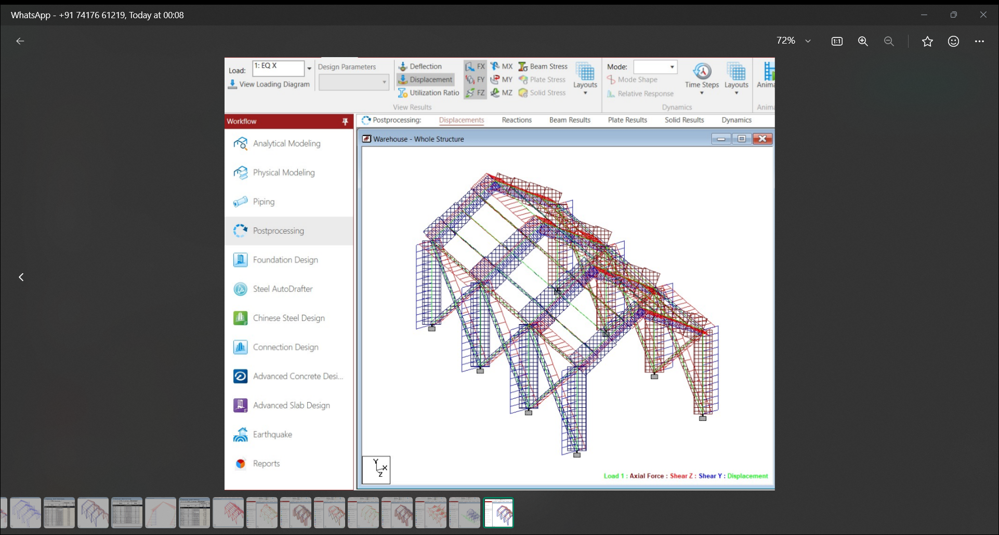 WhatsApp - +91 74176 61219, Today at 00:08
72%
1:1
Load: 1: EQ X
View Loading Diagram
Design Parameters
Deflection
Displacement
Utilization Ratio
FX MX Beam Stress
FY MY Plate Stress
FZ MZ Solid Stress
Layouts
View Results
Mode:
Mode Shape
Relative Response
Time Steps
Layouts
Dynamics
Anima
Anima
Workflow
Analytical Modeling
Physical Modeling
Piping
Postprocessing
Foundation Design
Steel AutoDrafter
Chinese Steel Design
Connection Design
Advanced Concrete Desi...
Advanced Slab Design
Earthquake
Reports
Postprocessing: Displacements Reactions Beam Results Plate Results Solid Results Dynamics
Warehouse - Whole Structure
Y
X
Z
Load 1 : Axial Force : Shear Z : Shear Y : Displacement